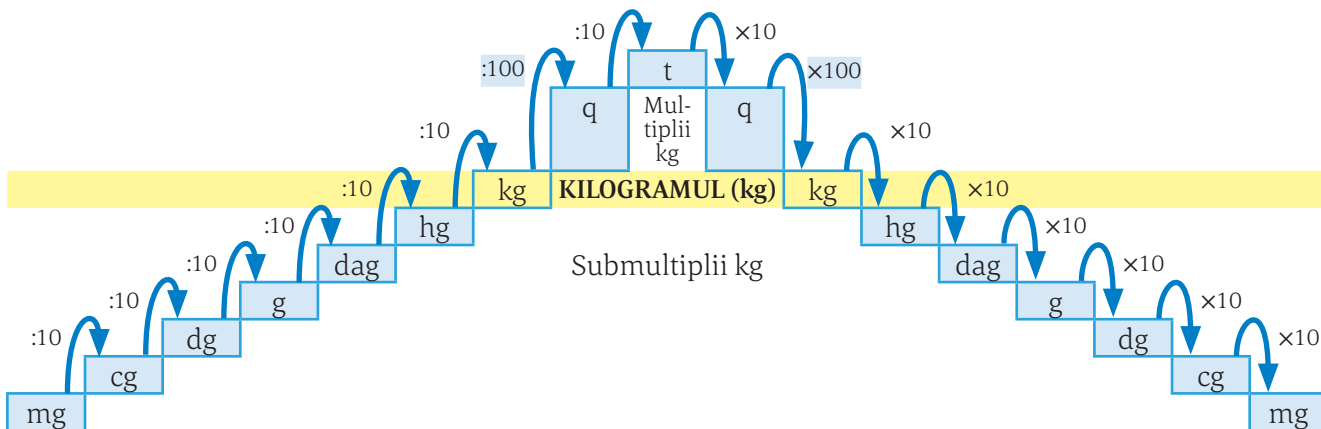 :10 ×10
:100 t ×100
:10 q Mul- q ×10
tiplii
kg
:10 kg KILOGRAMUL (kg) kg ×10
:10 hg hg ×10
:10 dag Submultiplii kg dag ×10
:10 g g ×10
:10 dg dg ×10
cg cg
mg mg